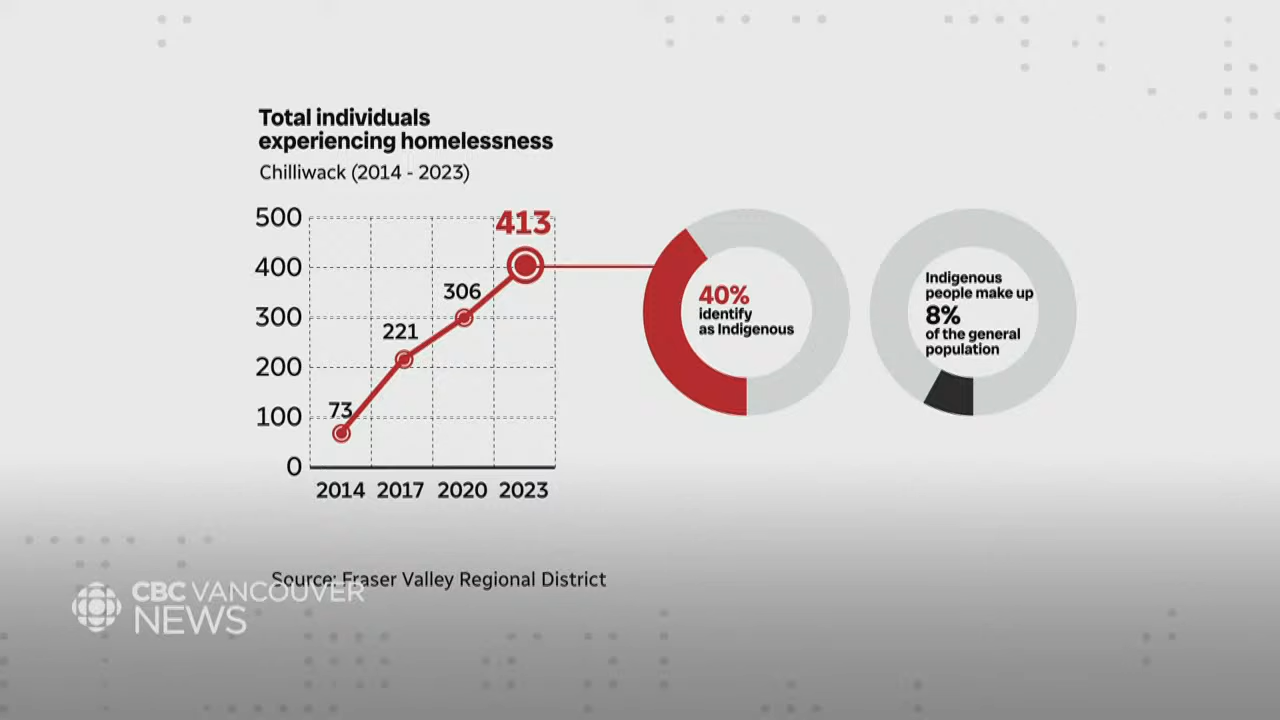 Total individuals
experiencing homelessness
Chilliwack (2014 - 2023)
500
400
300
200
100
0
73
221
306
413
2014 2017 2020 2023
40%
identify
as Indigenous
Indigenous
people make up
8%
of the general
population
Source: Fraser Valley Regional District
CBC VANCOUVER
NEWS